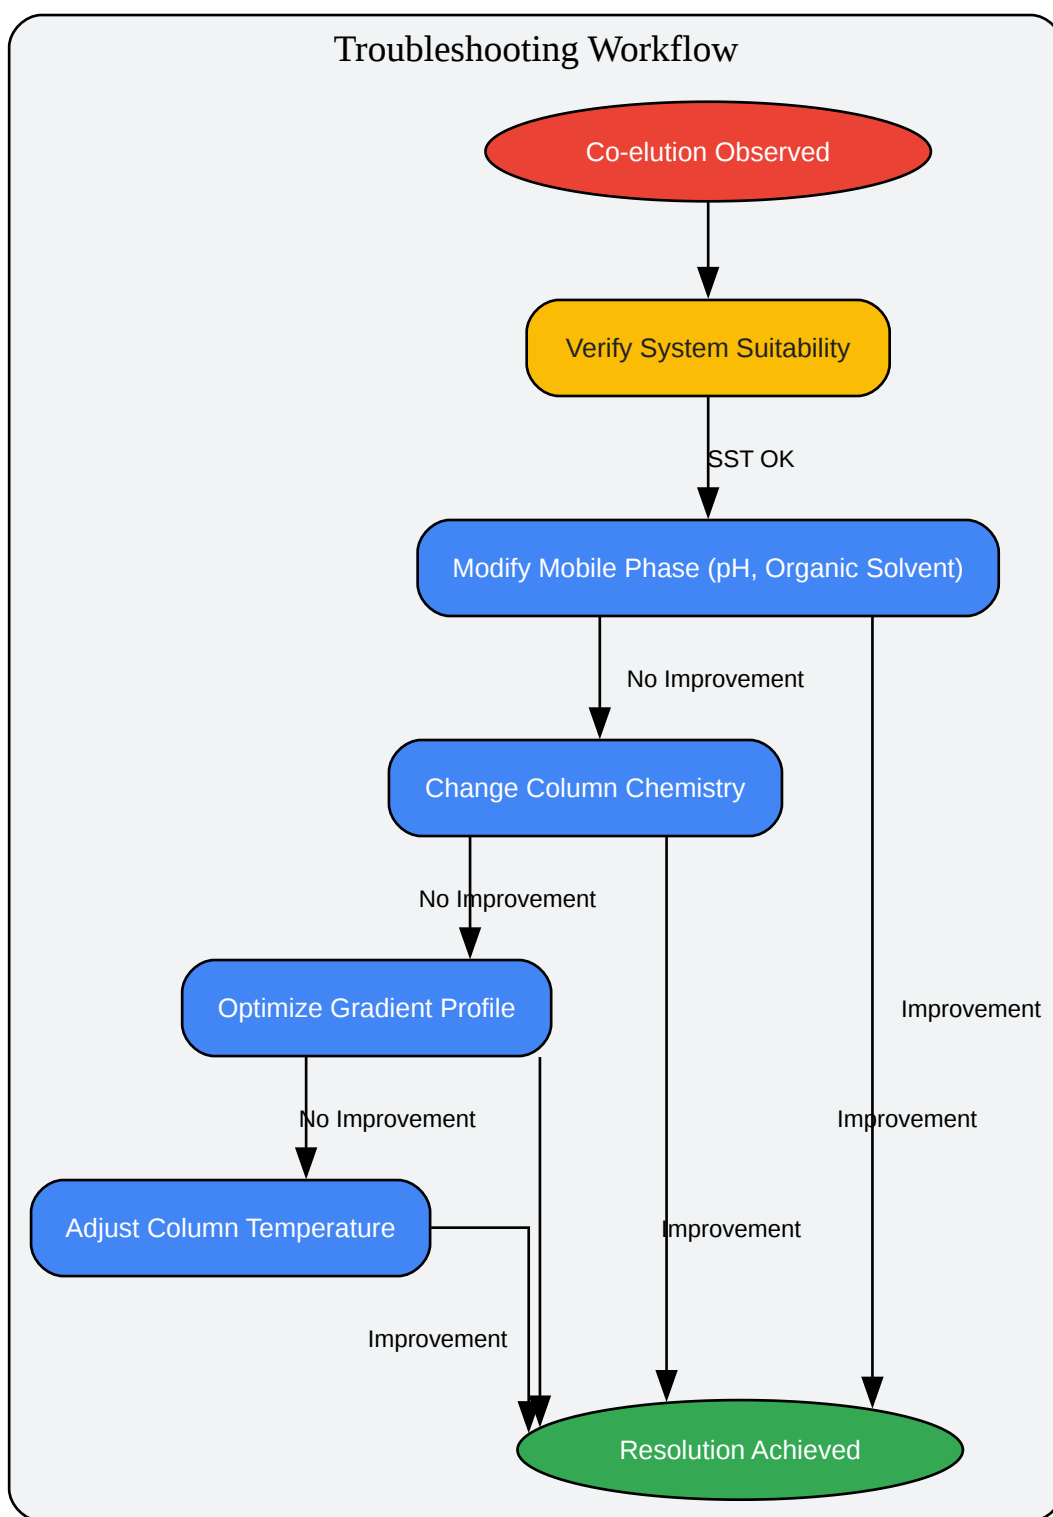 Troubleshooting Workflow
Co-elution Observed
Verify System Suitability
SST OK
Modify Mobile Phase (pH, Organic Solvent)
No Improvement
Change Column Chemistry
No Improvement
Optimize Gradient Profile
Improvement
No Improvement
Improvement
Adjust Column Temperature
Improvement
Improvement
Resolution Achieved